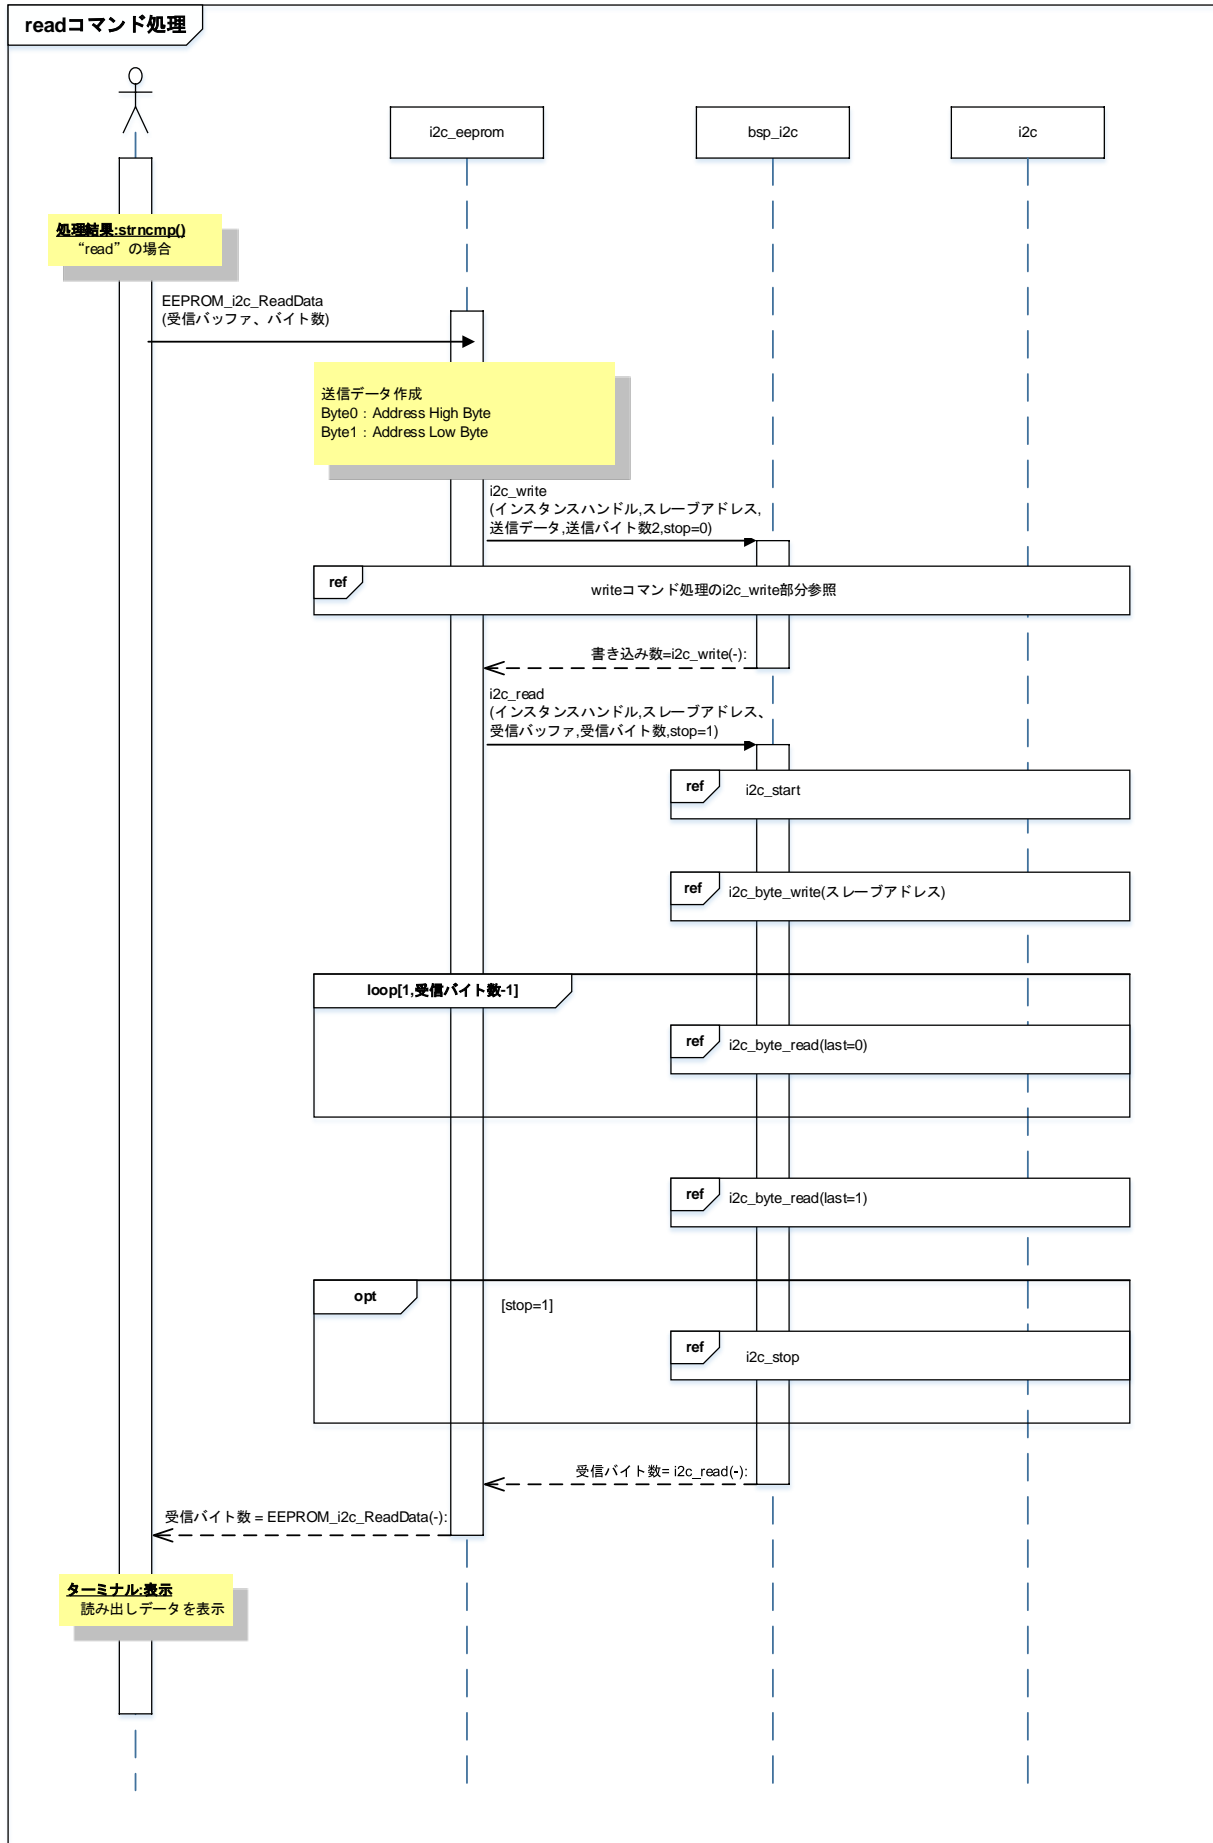 readコマンド処理
i2c_eeprom
bsp_i2c
i2c
処理結果:strncmp()
“read”の場合
EEPROM_i2c_ReadData
(受信バッファ、バイト数)
送信データ作成
Byte0：Address High Byte
Byte1：Address Low Byte
i2c_write
(インスタンスハンドル,スレーブアドレス,
送信データ,送信バイト数2,stop=0)
ref
writeコマンド処理のi2c_write部分参照
書き込み数=i2c_write(-):
i2c_read
(インスタンスハンドル,スレーブアドレス、
受信バッファ,受信バイト数,stop=1)
ref
i2c_start
ref
i2c_byte_write(スレーブアドレス)
loop[1,受信バイト数-1]
ref
i2c_byte_read(last=0)
ref
i2c_byte_read(last=1)
opt
[stop=1]
ref
i2c_stop
受信バイト数= i2c_read(-):
受信バイト数 = EEPROM_i2c_ReadData(-):
ターミナル:表示
読み出しデータを表示